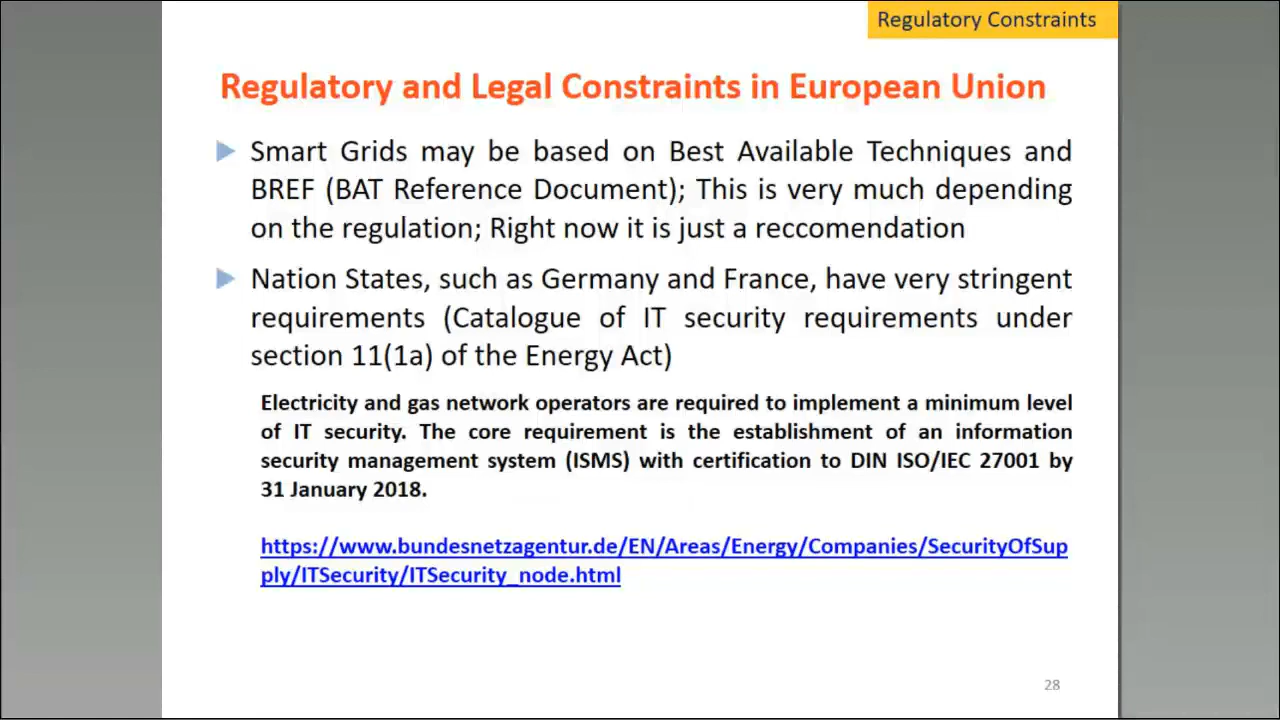 Regulatory Constraints
Regulatory and Legal Constraints in European Union
Smart Grids may be based on Best Available Techniques and
BREF (BAT Reference Document); This is very much depending
on the regulation; Right now it is just a reccomendation
Nation States, such as Germany and France, have very stringent
requirements (Catalogue of IT security requirements under
section 11(1a) of the Energy Act)
Electricity and gas network operators are required to implement a minimum level
of IT security. The core requirement is the establishment of an information
security management system (ISMS) with certification to DIN ISO/IEC 27001 by
31 January 2018.
https://www.bundesnetzagentur.de/EN/Areas/Energy/Companies/SecurityOfSup
ply/ITSecurity/ITSecurity_node.html
28